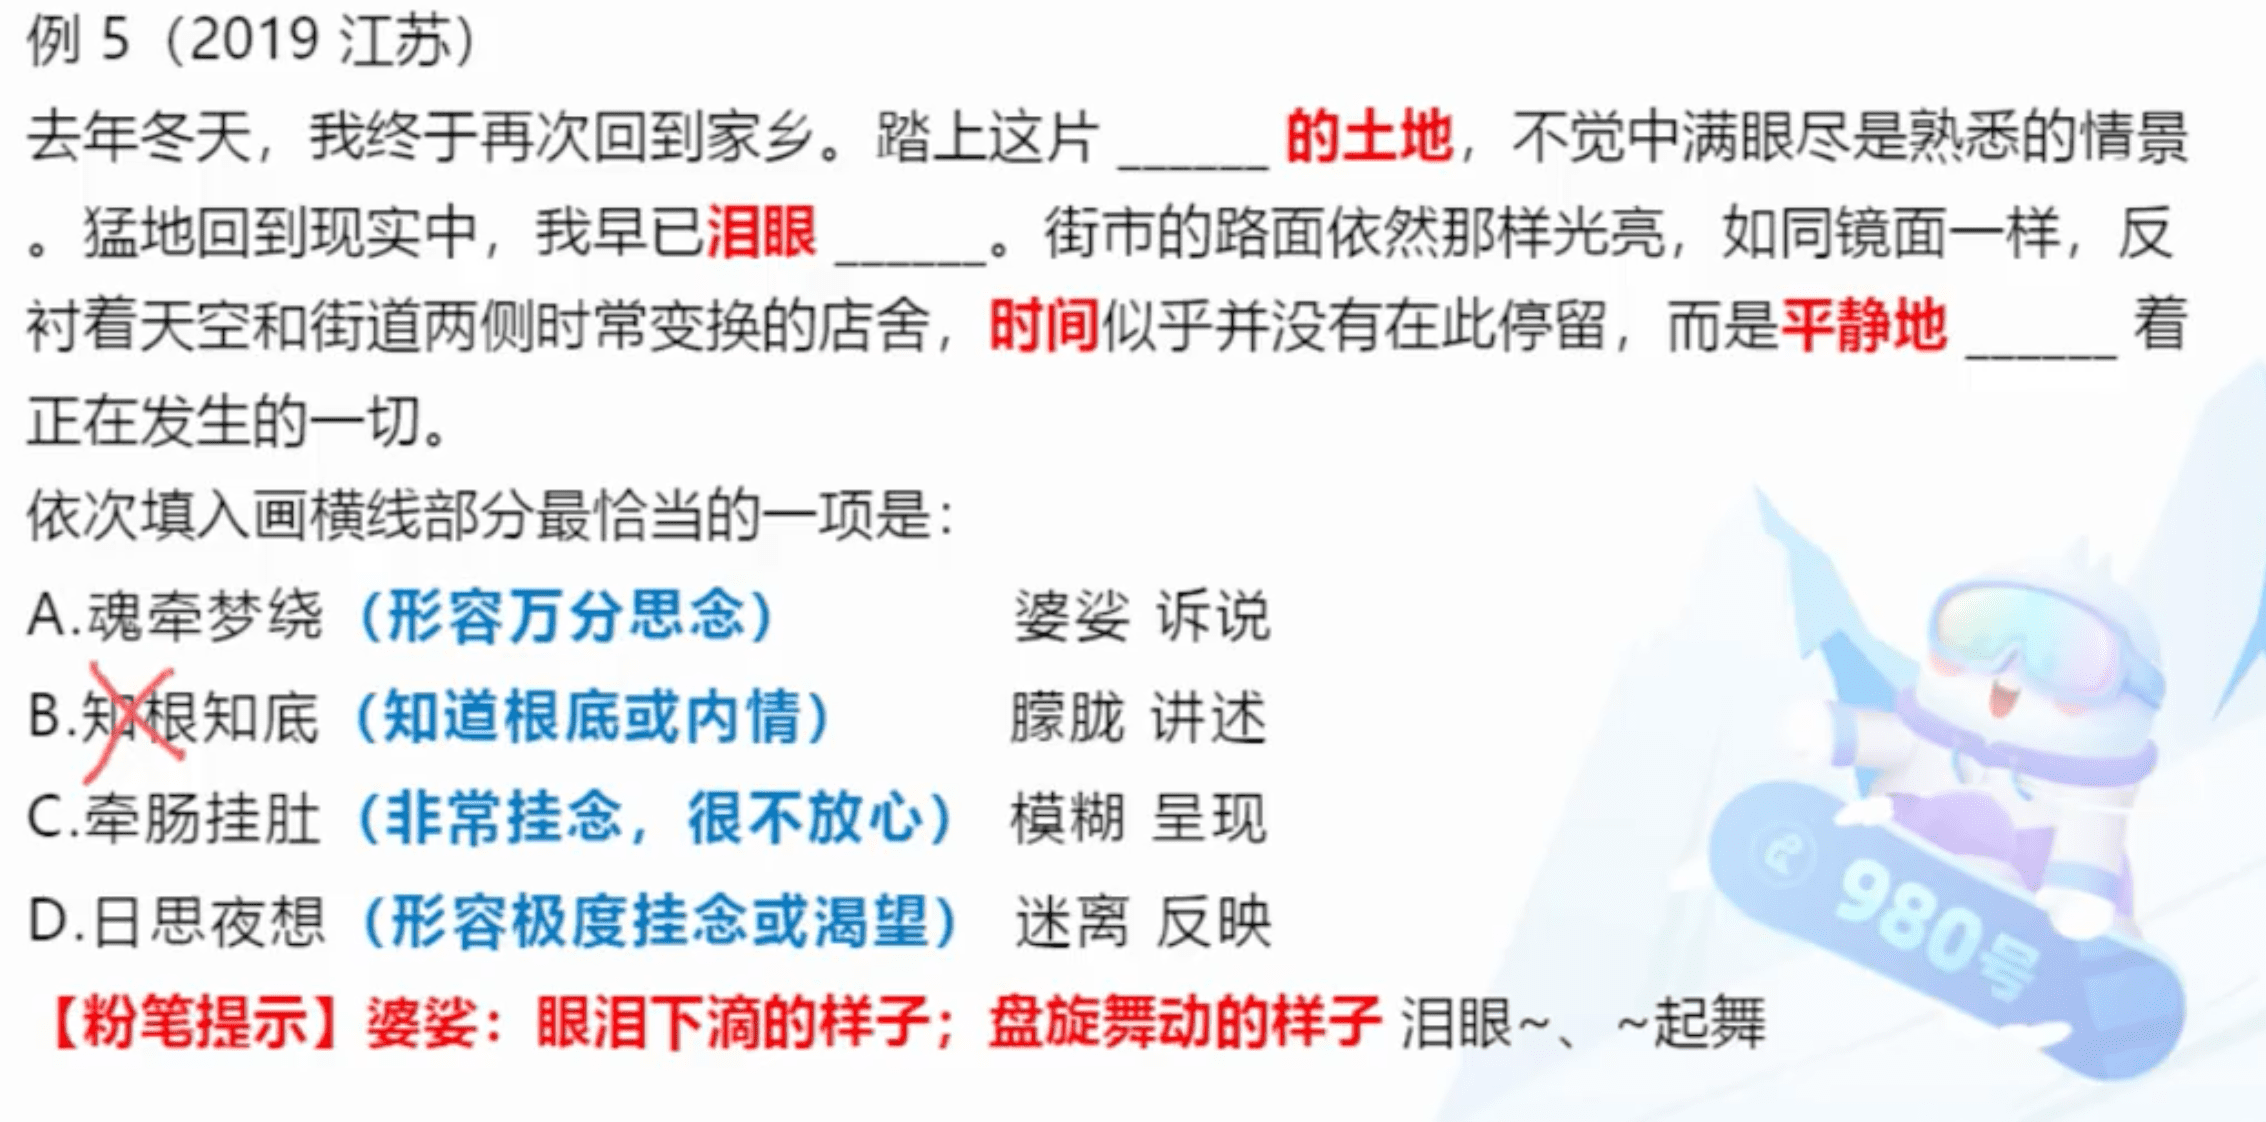 例 5（2019 江苏）
去年冬天，我终于再次回到家乡。踏上这片 ______ 的土地，不觉中满眼尽是熟悉的情景
。猛地回到现实中，我早已泪眼 ______。街市的路面依然那样光亮，如同镜面一样，反
衬着天空和街道两侧时常变换的店舍，时间似乎并没有在此停留，而是平静地 ______ 着
正在发生的一切。
依次填入画横线部分最恰当的一项是：
A.魂牵梦绕（形容万分思念） 婆娑 诉说
B.知根知底（知道根底或内情） 朦胧 讲述
C.牵肠挂肚（非常挂念，很不放心） 模糊 呈现
D.日思夜想（形容极度挂念或渴望） 迷离 反映
【粉笔提示】婆娑：眼泪下滴的样子；盘旋舞动的样子 泪眼~、~起舞
980号